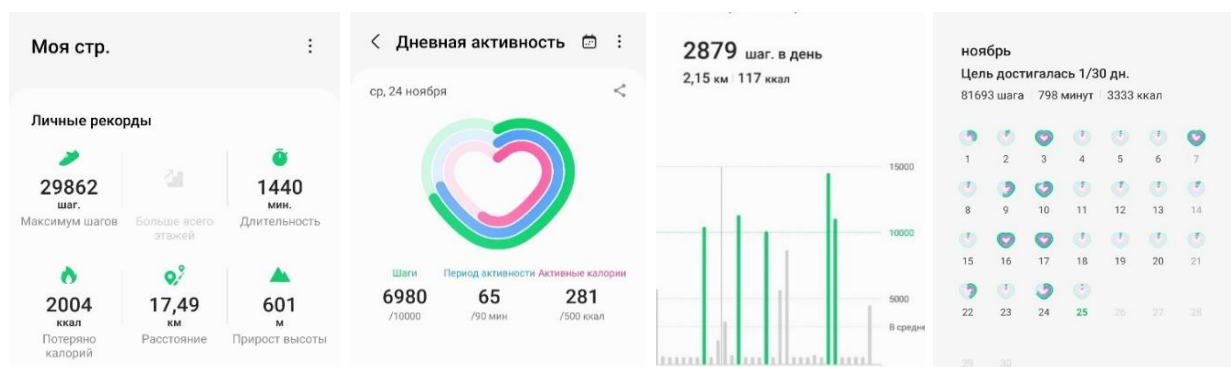 Моя стр.
Личные рекорды
29862
шаг.
Максимум шагов
Больше всего
этажей
1440
мин.
Длительность
2004
ккал
Потеряно
калорий
17,49
км
Расстояние
601
м
Прирост высоты
Дневная активность
ср, 24 ноября
Шаги
6980
/10000
Период активности
65
/90 мин
Активные калории
281
/500 ккал
2879 шаг. в день
2,15 км 117 ккал
15000
10000
5000
В средне
ноябрь
Цель достигалась 1/30 дн.
81693 шага 798 минут 3333 ккал
1 2 3 4 5 6 7
8 9 10 11 12 13 14
15 16 17 18 19 20 21
22 23 24 25 26 27 28
29 30